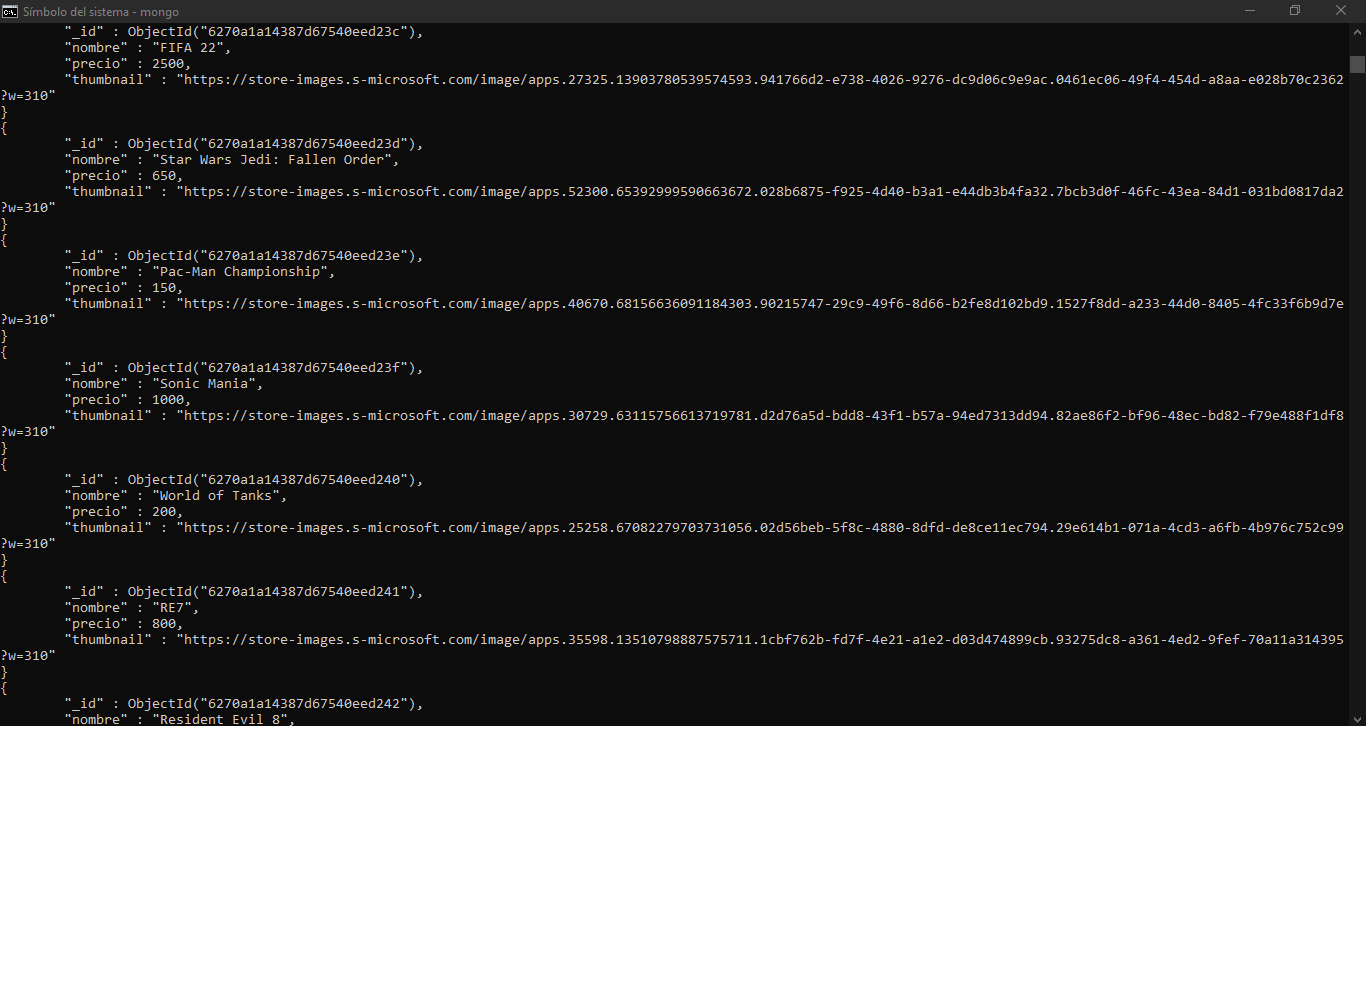 Símbolo del sistema - mongo
"_id" : ObjectId("6270a1a14387d67540eed23c"),
"nombre" : "FIFA 22",
"precio" : 2500,
"thumbnail" : "https://store-images.s-microsoft.com/image/apps.27325.13903780539574593.941766d2-e738-4026-9276-dc9d06c9e9ac.0461ec06-49f4-454d-a8aa-e028b70c2362
?w=310"
}
{
"_id" : ObjectId("6270a1a14387d67540eed23d"),
"nombre" : "Star Wars Jedi: Fallen Order",
"precio" : 650,
"thumbnail" : "https://store-images.s-microsoft.com/image/apps.52300.65392999590663672.028b6875-f925-4d40-b3a1-e44db3b4fa32.7bcb3d0f-46fc-43ea-84d1-031bd0817da2
?w=310"
}
{
"_id" : ObjectId("6270a1a14387d67540eed23e"),
"nombre" : "Pac-Man Championship",
"precio" : 150,
"thumbnail" : "https://store-images.s-microsoft.com/image/apps.40670.68156636091184303.90215747-29c9-49f6-8d66-b2fe8d102bd9.1527f8dd-a233-44d0-8405-4fc33f6b9d7e
?w=310"
}
{
"_id" : ObjectId("6270a1a14387d67540eed23f"),
"nombre" : "Sonic Mania",
"precio" : 1000,
"thumbnail" : "https://store-images.s-microsoft.com/image/apps.30729.63115756613719781.d2d76a5d-bdd8-43f1-b57a-94ed7313dd94.82ae86f2-bf96-48ec-bd82-f79e488f1df8
?w=310"
}
{
"_id" : ObjectId("6270a1a14387d67540eed240"),
"nombre" : "World of Tanks",
"precio" : 200,
"thumbnail" : "https://store-images.s-microsoft.com/image/apps.25258.67082279703731056.02d56beb-5f8c-4880-8dfd-de8ce11ec794.29e614b1-071a-4cd3-a6fb-4b976c752c99
?w=310"
}
{
"_id" : ObjectId("6270a1a14387d67540eed241"),
"nombre" : "RE7",
"precio" : 800,
"thumbnail" : "https://store-images.s-microsoft.com/image/apps.35598.13510798887575711.1cbf762b-fd7f-4e21-a1e2-d03d474899cb.93275dc8-a361-4ed2-9fef-70a11a314395
?w=310"
}
{
"_id" : ObjectId("6270a1a14387d67540eed242"),
"nombre" : "Resident Evil 8",